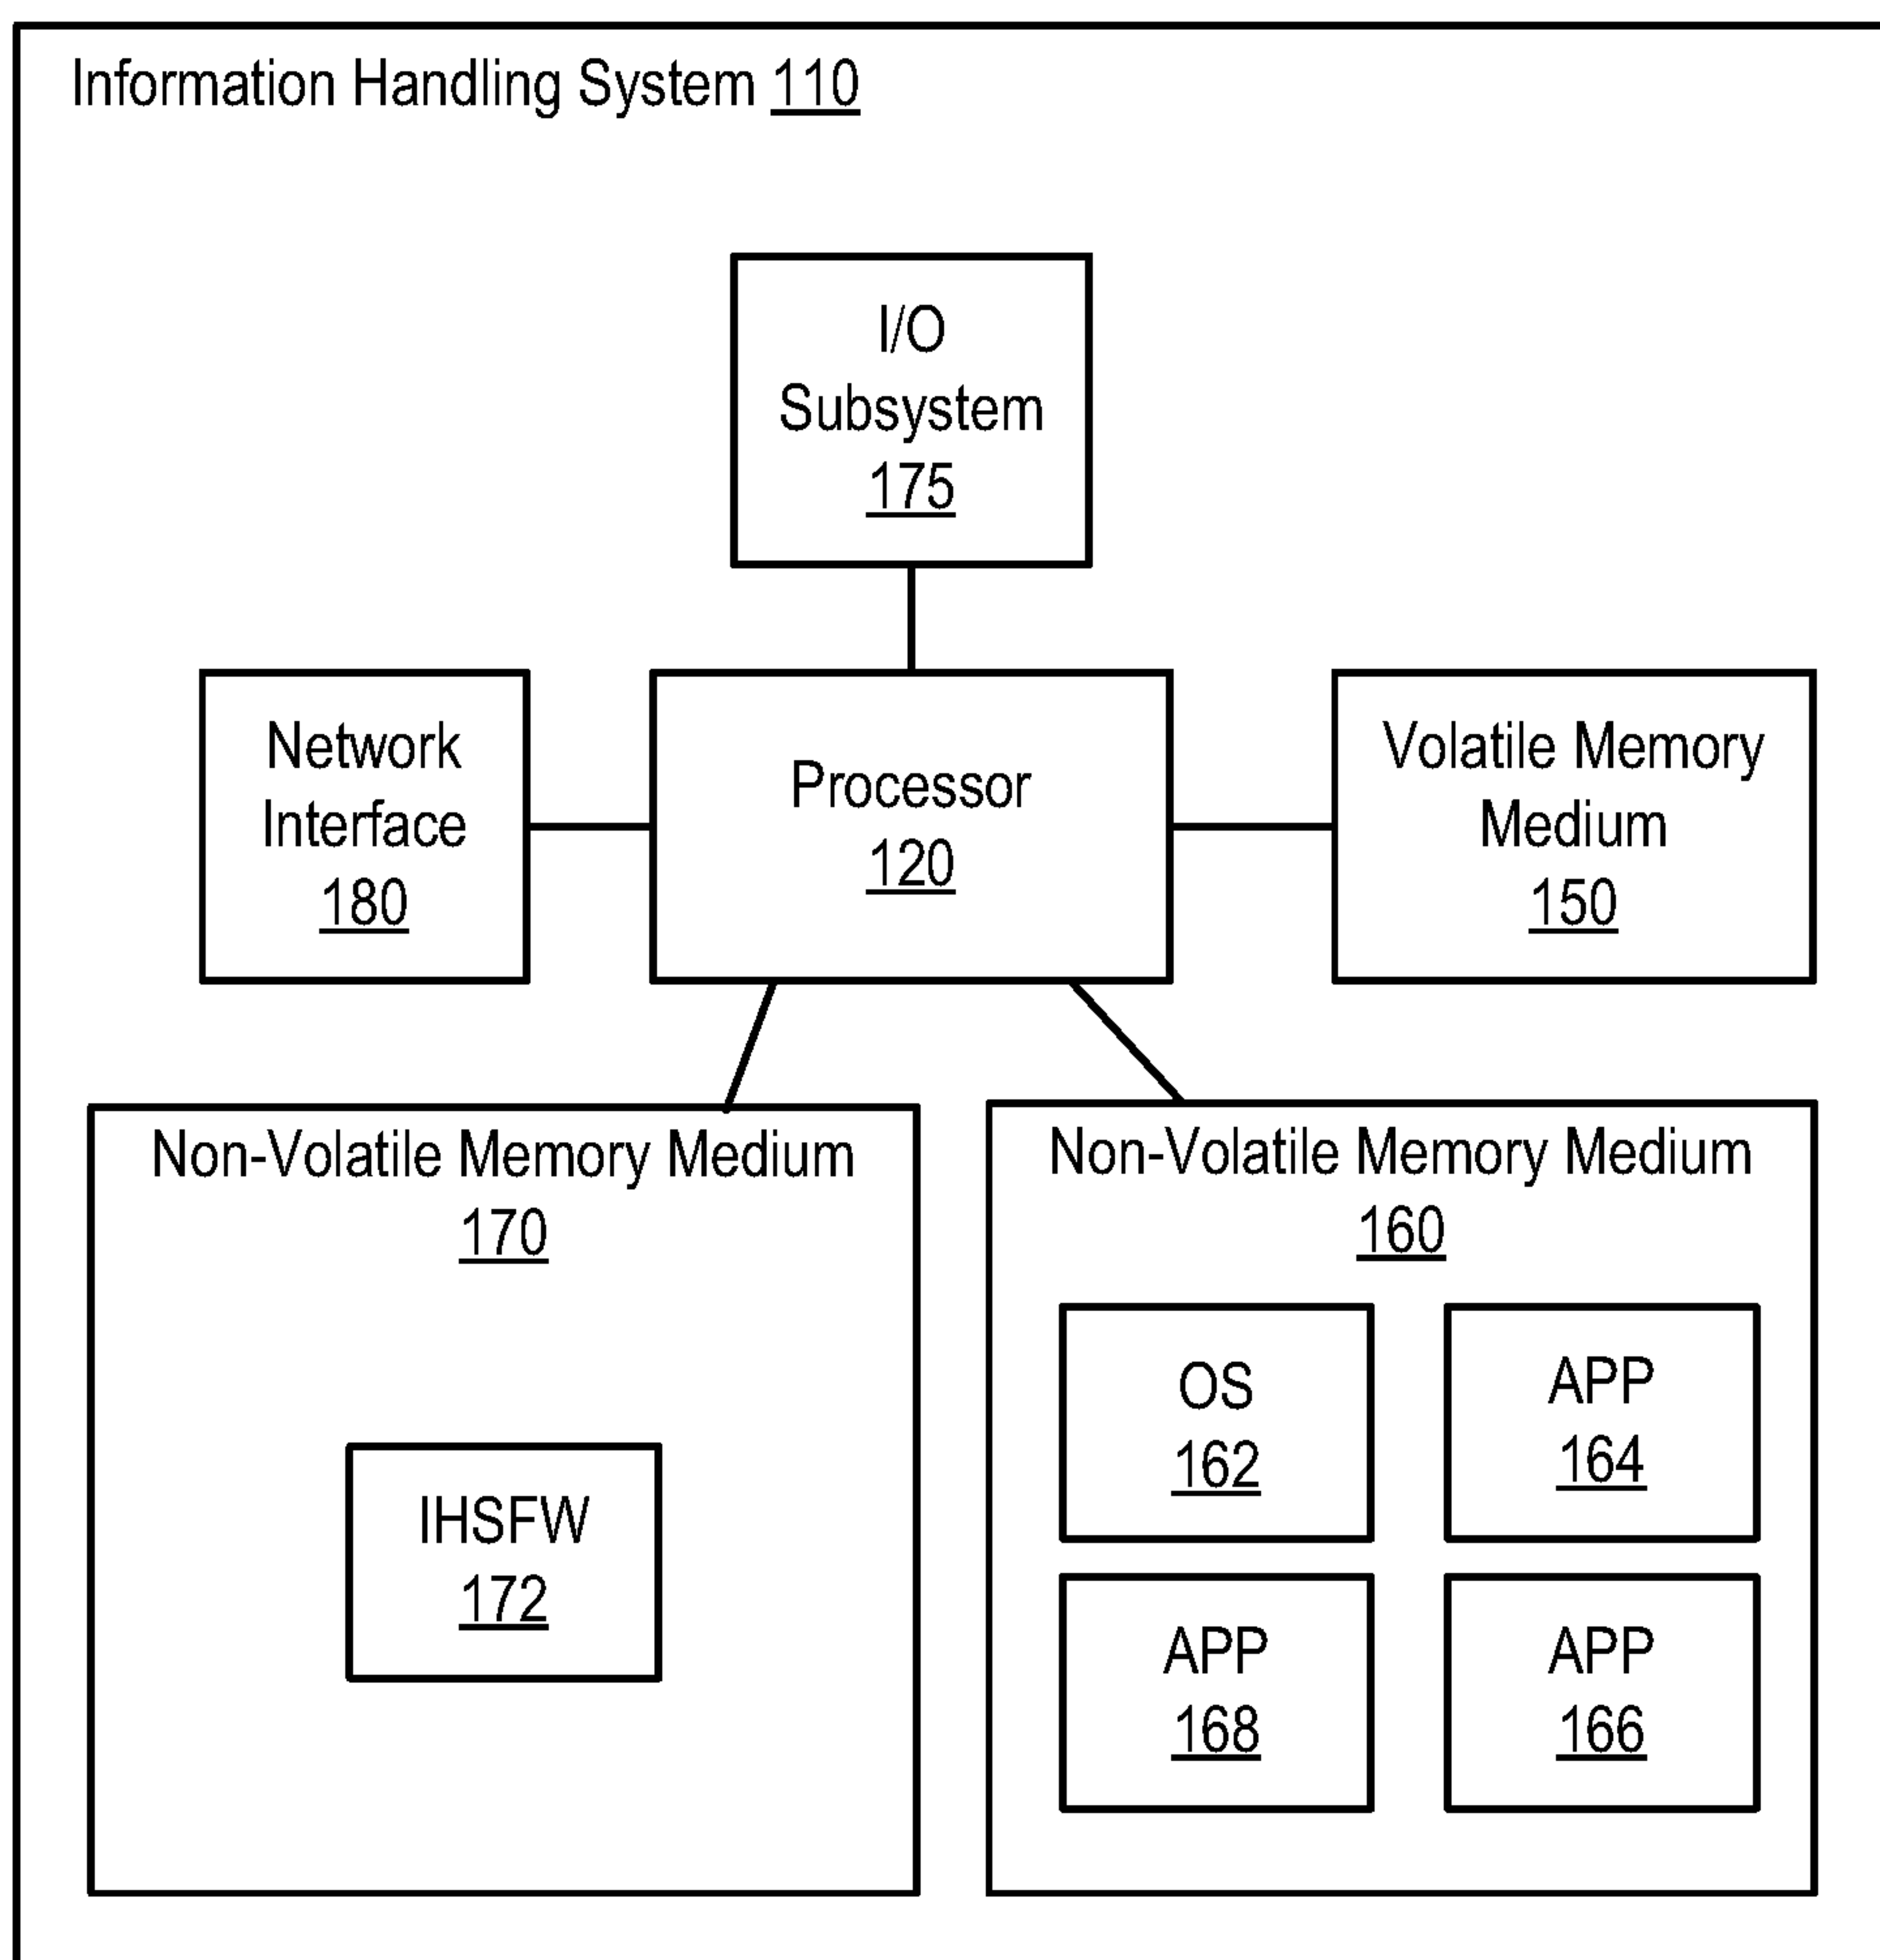 Information Handling System 110
I/O
Subsystem
175
Network
Interface
180
Processor
120
Volatile Memory
Medium
150
Non-Volatile Memory Medium
170
IHSFW
172
Non-Volatile Memory Medium
160
OS
162
APP
164
APP
168
APP
166